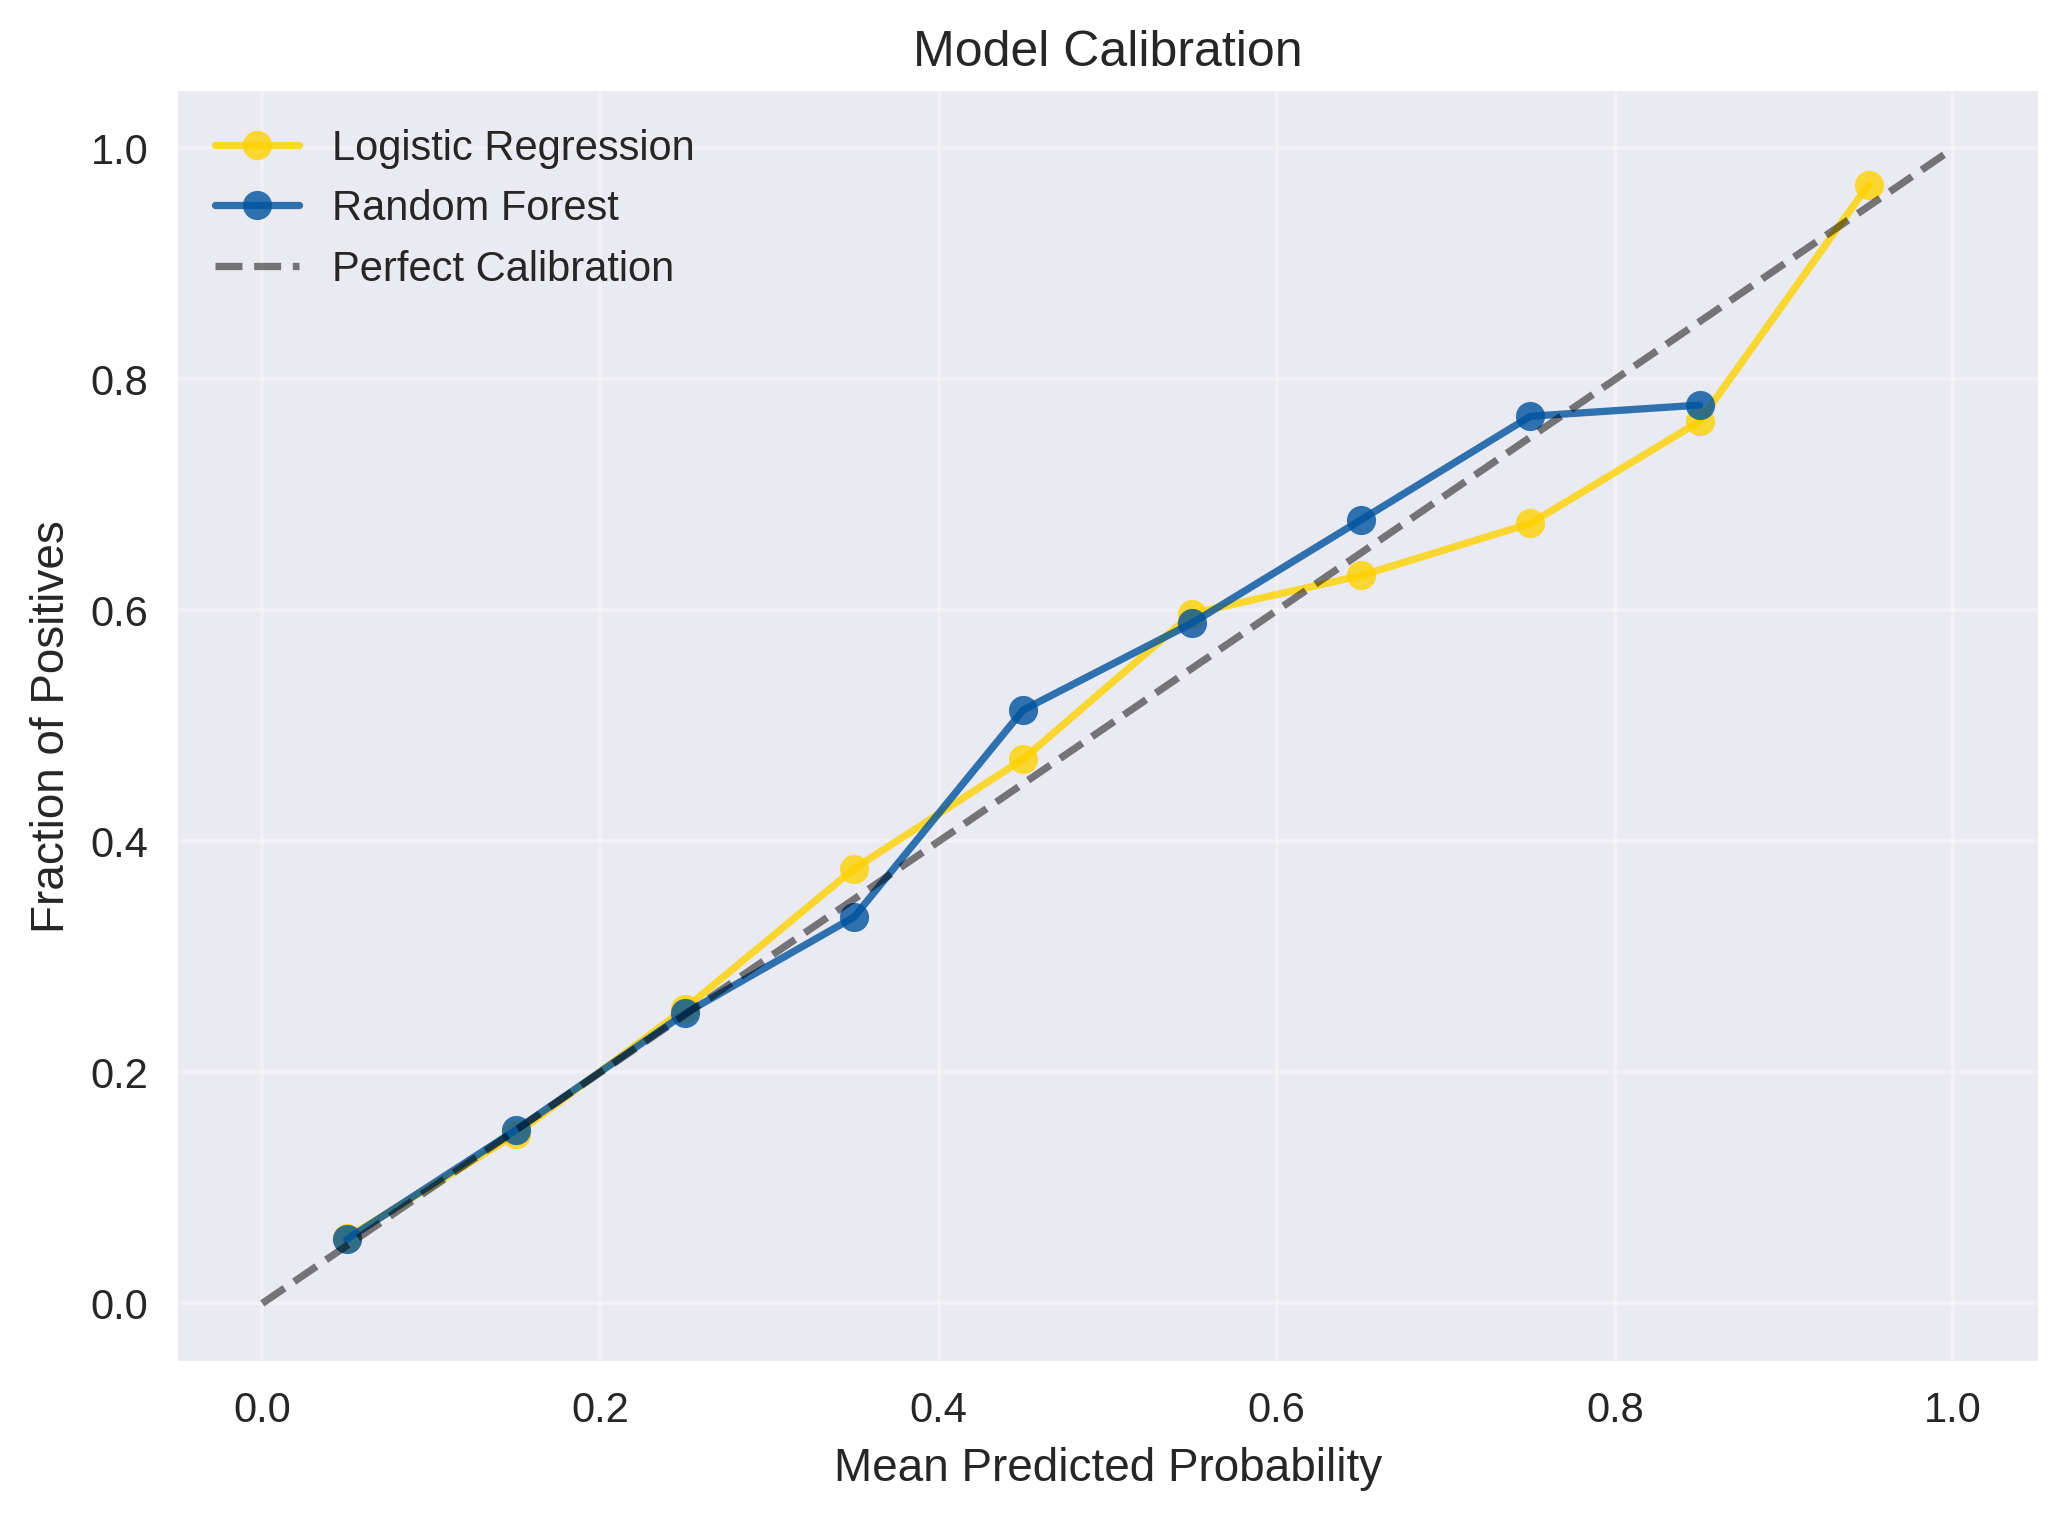 Model Calibration
Logistic Regression
Random Forest
Perfect Calibration
1.0
0.8
0.6
0.4
0.2
0.0
Fraction of Positives
0.0 0.2 0.4 0.6 0.8 1.0
Mean Predicted Probability